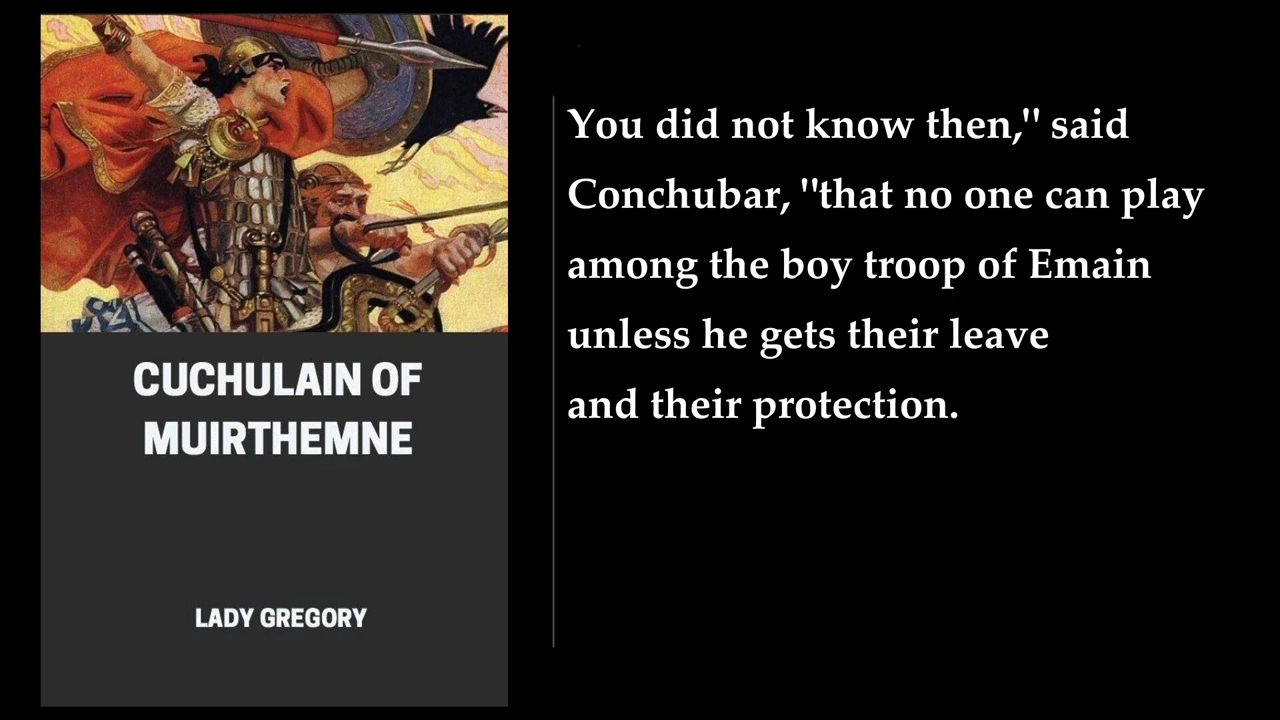 CUCHULAIN OF
MUIRTHEMNE
LADY GREGORY
You did not know then," said
Conchubar, "that no one can play
among the boy troop of Emain
unless he gets their leave
and their protection.